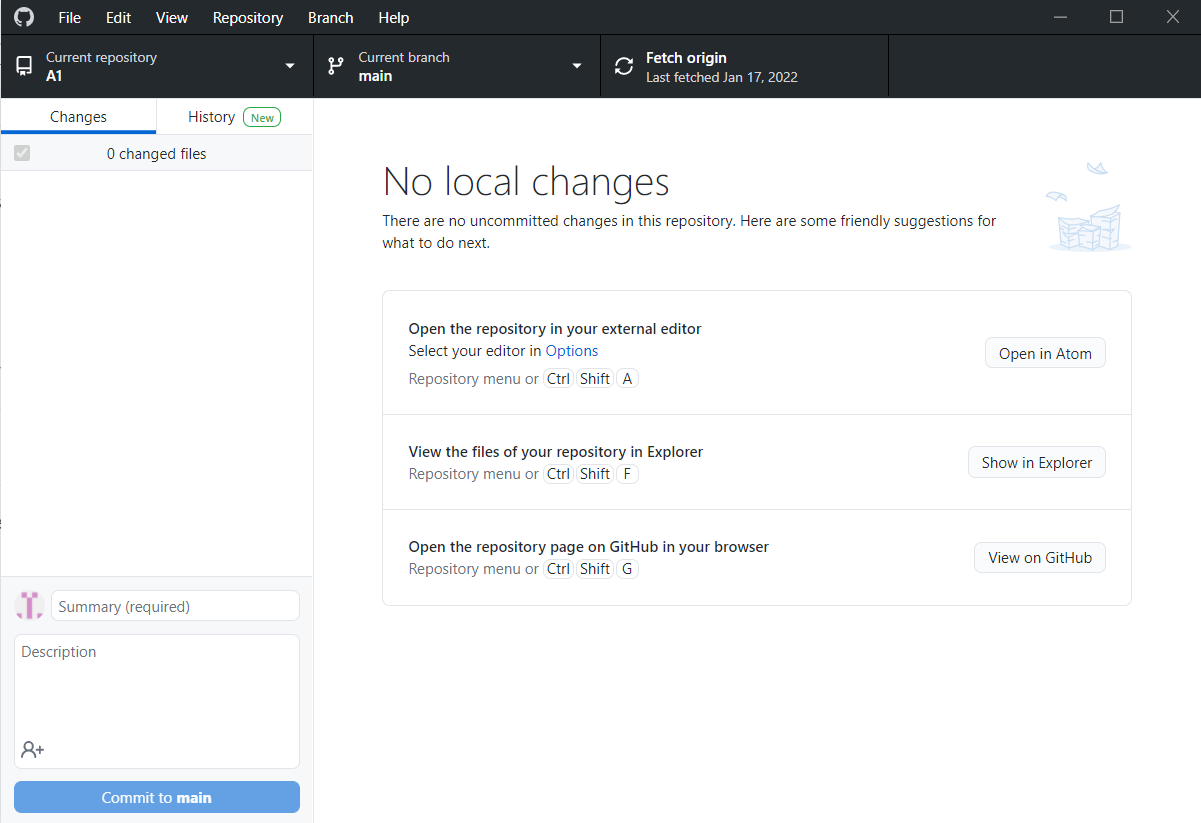 File Edit View Repository Branch Help
Current repository
A1
Current branch
main
Fetch origin
Last fetched Jan 17, 2022
Changes
History New
0 changed files
No local changes
There are no uncommitted changes in this repository. Here are some friendly suggestions for
what to do next.
Open the repository in your external editor
Select your editor in Options
Repository menu or Ctrl Shift A
Open in Atom
View the files of your repository in Explorer
Repository menu or Ctrl Shift F
Show in Explorer
Open the repository page on GitHub in your browser
Repository menu or Ctrl Shift G
View on GitHub
Summary (required)
Description
Commit to main